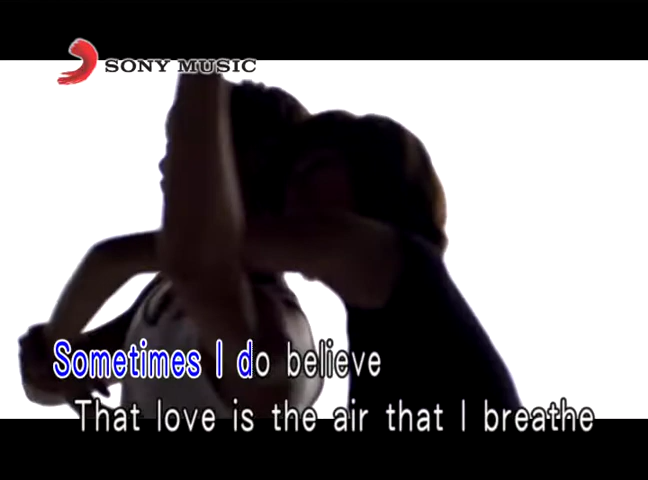 SONY MUSIC
Sometimes I do believe
That love is the air that I breathe